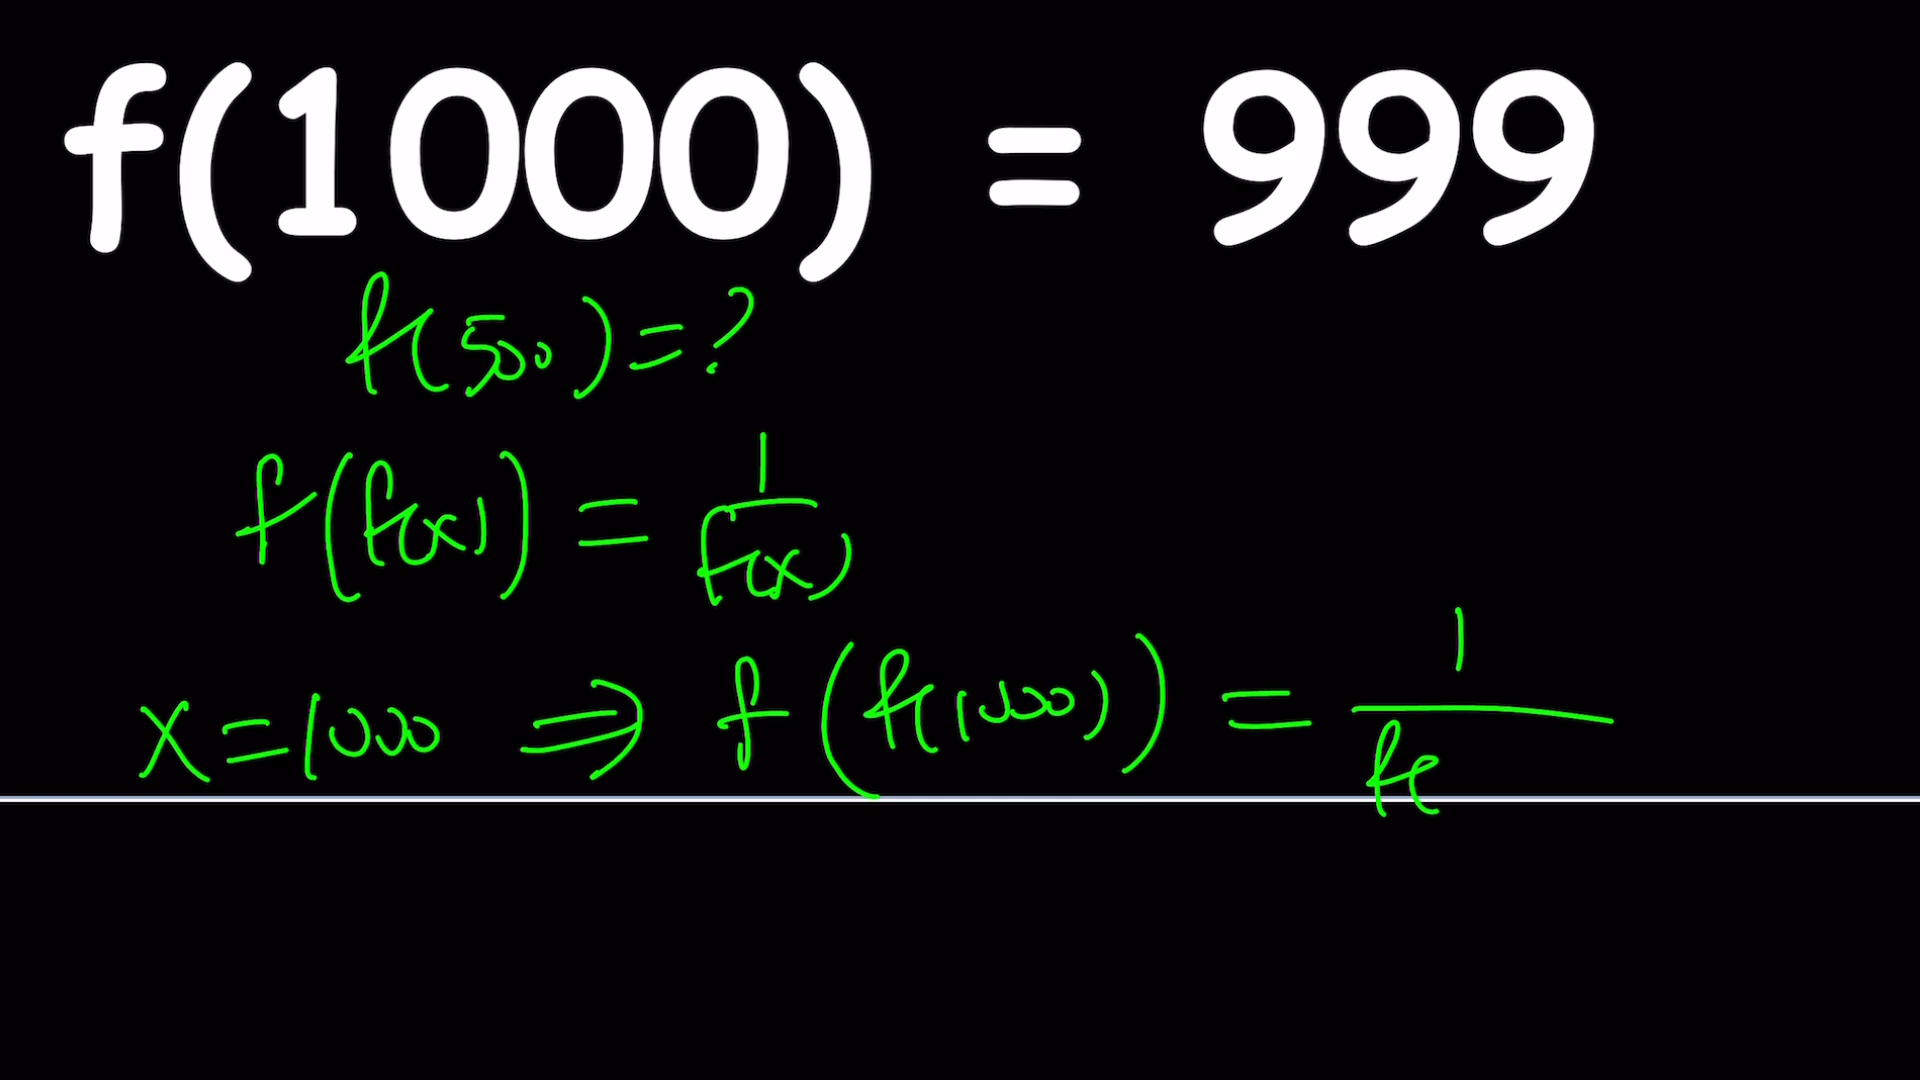 f(1000) = 999
f(500)=?
f(f(x)) = 1/f(x)
x=1000 ⇒ f(f(1000)) = 1/f(